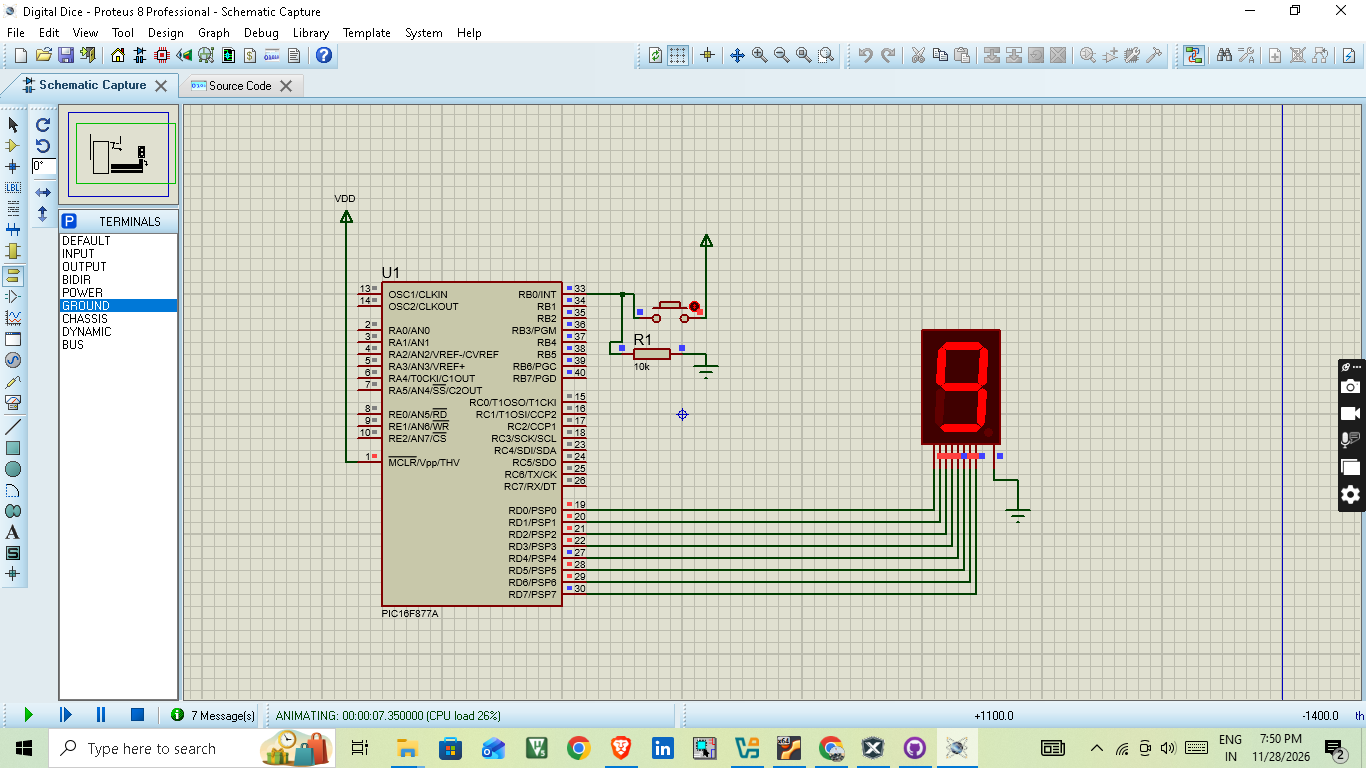 Digital Dice - Proteus 8 Professional - Schematic Capture
File Edit View Tool Design Graph Debug Library Template System Help
Schematic Capture
Source Code
0°
LBL
P TERMINALS
DEFAULT
INPUT
OUTPUT
BIDIR
POWER
GROUND
CHASSIS
DYNAMIC
BUS
A
S
VDD
U1
13 OSC1/CLKIN
14 OSC2/CLKOUT
2 RA0/AN0
3 RA1/AN1
4 RA2/AN2/VREF-/CVREF
5 RA3/AN3/VREF+
6 RA4/T0CKI/C1OUT
7 RA5/AN4/SS/C2OUT
8 RE0/AN5/RD
9 RE1/AN6/WR
10 RE2/AN7/CS
1 MCLR/Vpp/THV
RB0/INT 33
RB1 34
RB2 35
RB3/PGM 36
RB4 37
RB5 38
RB6/PGC 39
RB7/PGD 40
RC0/T1OSO/T1CKI 15
RC1/T1OSI/CCP2 16
RC2/CCP1 17
RC3/SCK/SCL 18
RC4/SDI/SDA 23
RC5/SDO 24
RC6/TX/CK 25
RC7/RX/DT 26
RD0/PSP0 19
RD1/PSP1 20
RD2/PSP2 21
RD3/PSP3 22
RD4/PSP4 27
RD5/PSP5 28
RD6/PSP6 29
RD7/PSP7 30
PIC16F877A
R1
10k
9
7 Message(s)
ANIMATING: 00:00:07.350000 (CPU load 26%)
+1100.0
-1400.0
th
Type here to search
ENG
IN
7:50 PM
11/28/2026
2